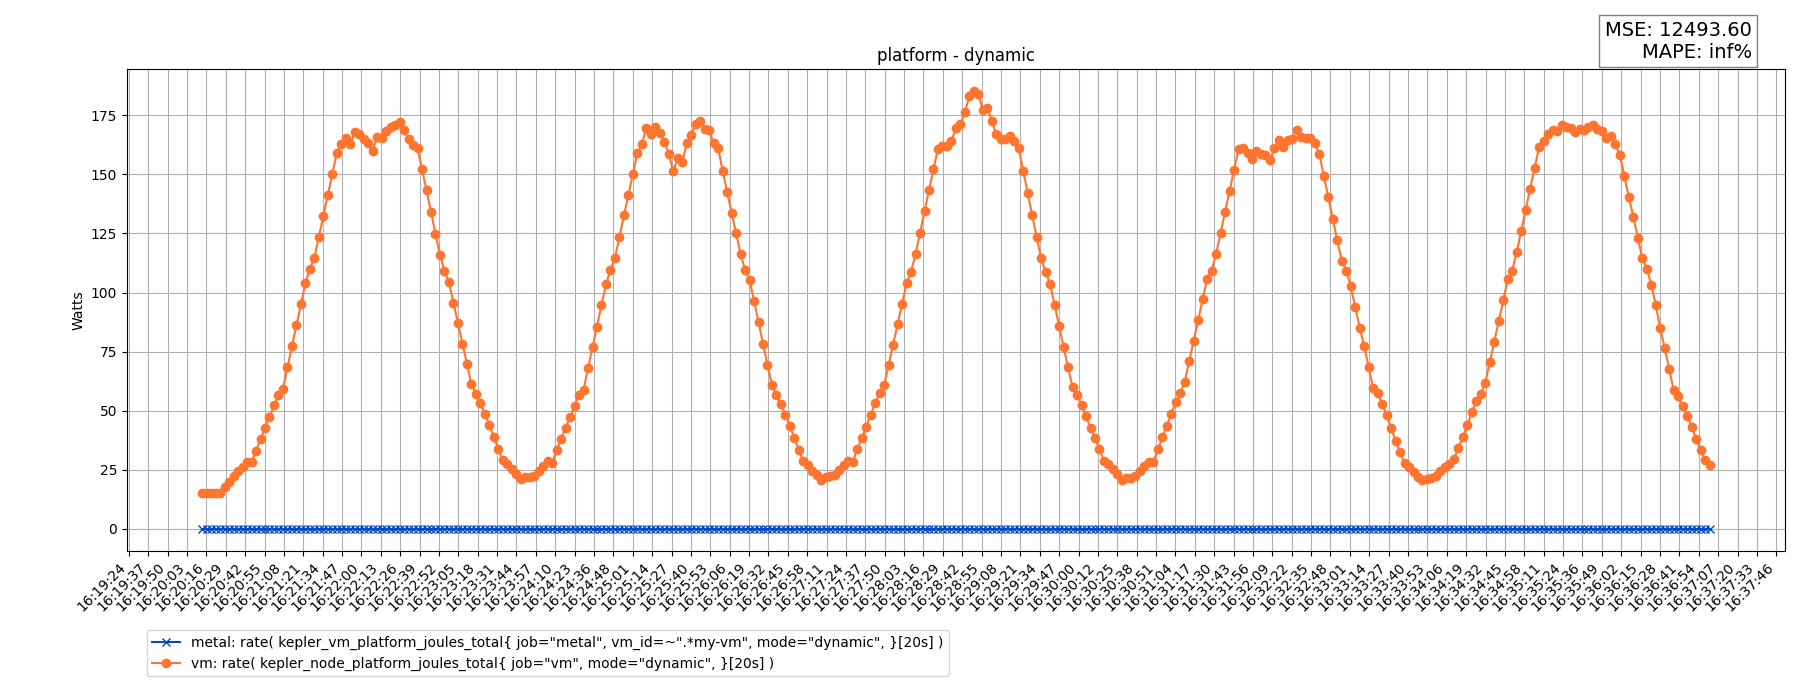 MSE: 12493.60
MAPE: inf%
platform - dynamic
Watts
175
150
125
100
75
50
25
0
16:19:24 16:19:37 16:19:50 16:20:03 16:20:16 16:20:29 16:20:42 16:20:55 16:21:08 16:21:21 16:21:34 16:21:47 16:22:00 16:22:13 16:22:26 16:22:39 16:22:52 16:23:05 16:23:18 16:23:31 16:23:44 16:23:57 16:24:10 16:24:23 16:24:36 16:24:48 16:25:01 16:25:14 16:25:27 16:25:40 16:25:53 16:26:06 16:26:19 16:26:32 16:26:45 16:26:58 16:27:11 16:27:24 16:27:37 16:27:50 16:28:03 16:28:16 16:28:29 16:28:42 16:28:55 16:29:08 16:29:21 16:29:34 16:29:47 16:30:00 16:30:12 16:30:25 16:30:38 16:30:51 16:31:04 16:31:17 16:31:30 16:31:43 16:31:56 16:32:09 16:32:22 16:32:35 16:32:48 16:33:01 16:33:14 16:33:27 16:33:40 16:33:53 16:34:06 16:34:19 16:34:32 16:34:45 16:34:58 16:35:11 16:35:24 16:35:36 16:35:49 16:36:02 16:36:15 16:36:28 16:36:41 16:36:54 16:37:07 16:37:20 16:37:33 16:37:46
metal: rate( kepler_vm_platform_joules_total{ job="metal", vm_id=~".*my-vm", mode="dynamic", }[20s] )
vm: rate( kepler_node_platform_joules_total{ job="vm", mode="dynamic", }[20s] )